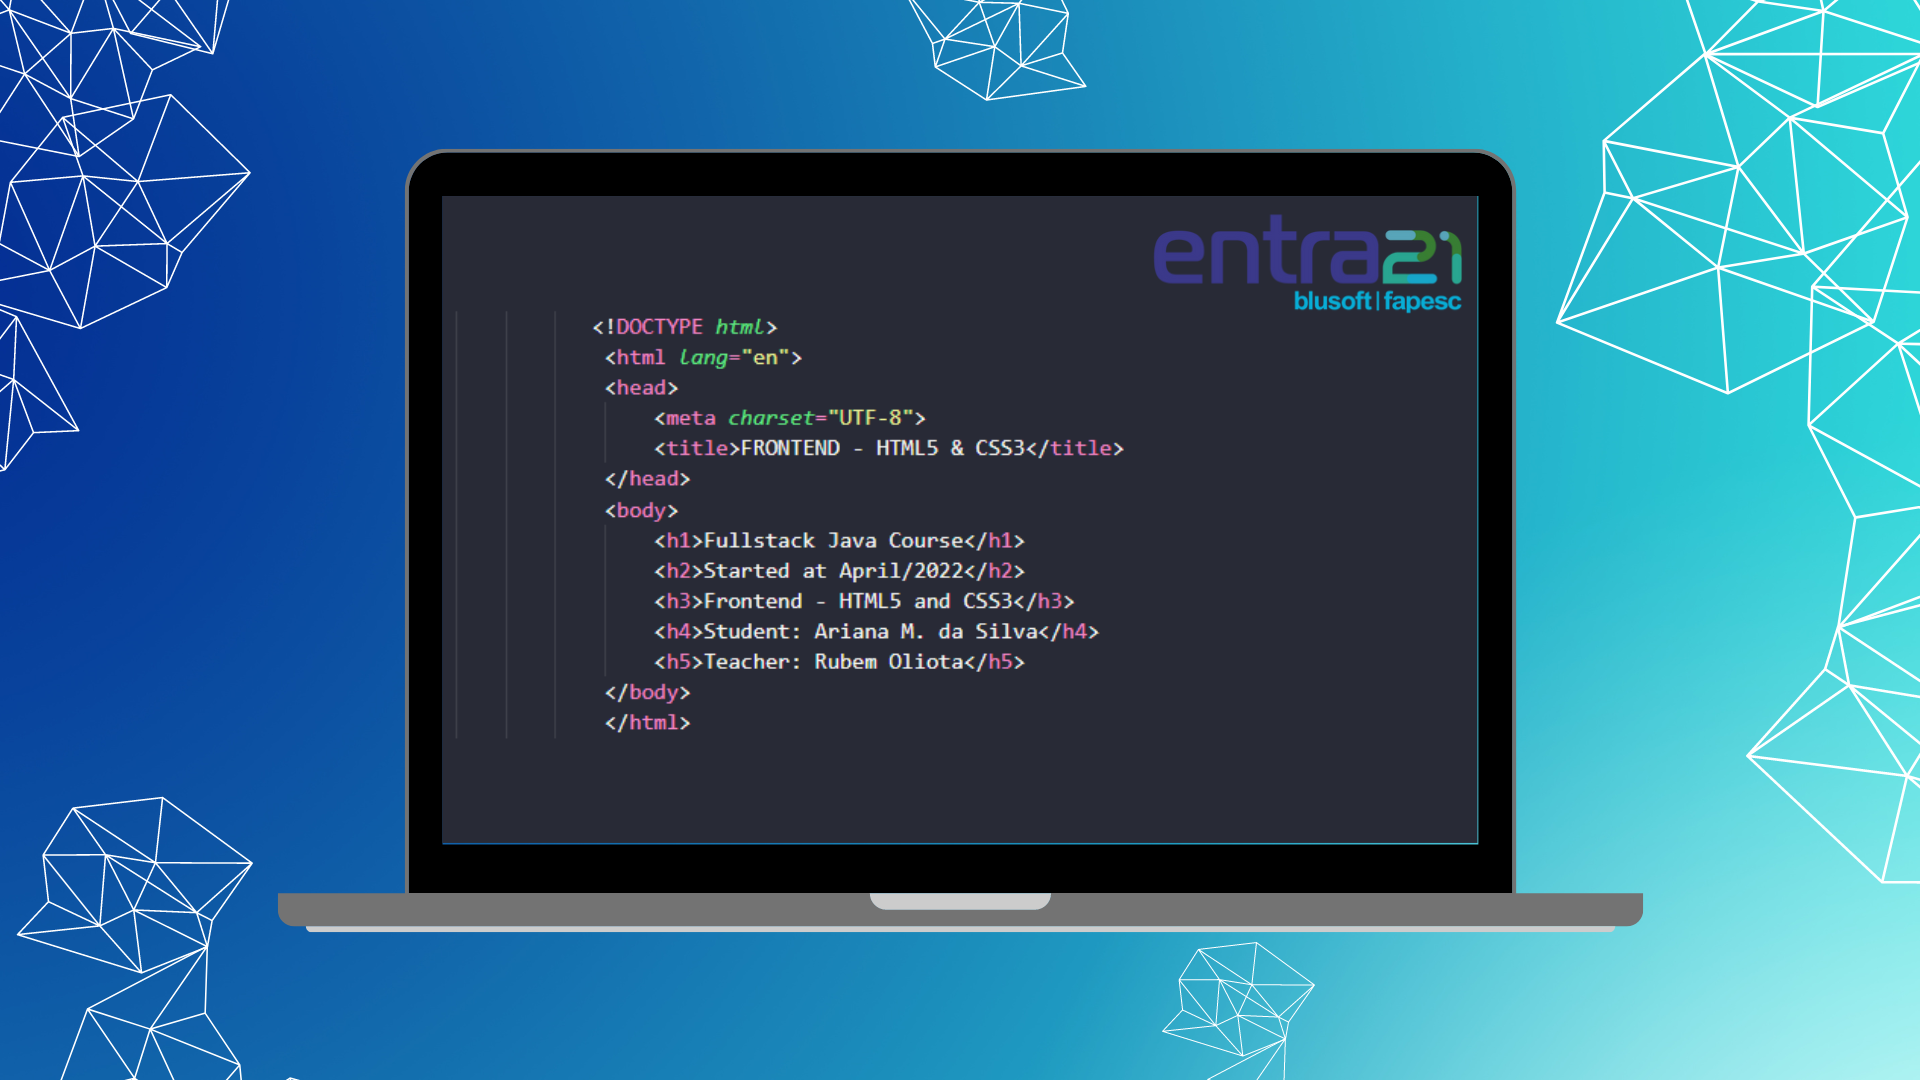 entra21
blusoft|fapesc
<!DOCTYPE html>
<html lang="en">
<head>
<meta charset="UTF-8">
<title>FRONTEND - HTML5 & CSS3</title>
</head>
<body>
<h1>Fullstack Java Course</h1>
<h2>Started at April/2022</h2>
<h3>Frontend - HTML5 and CSS3</h3>
<h4>Student: Ariana M. da Silva</h4>
<h5>Teacher: Rubem Oliota</h5>
</body>
</html>